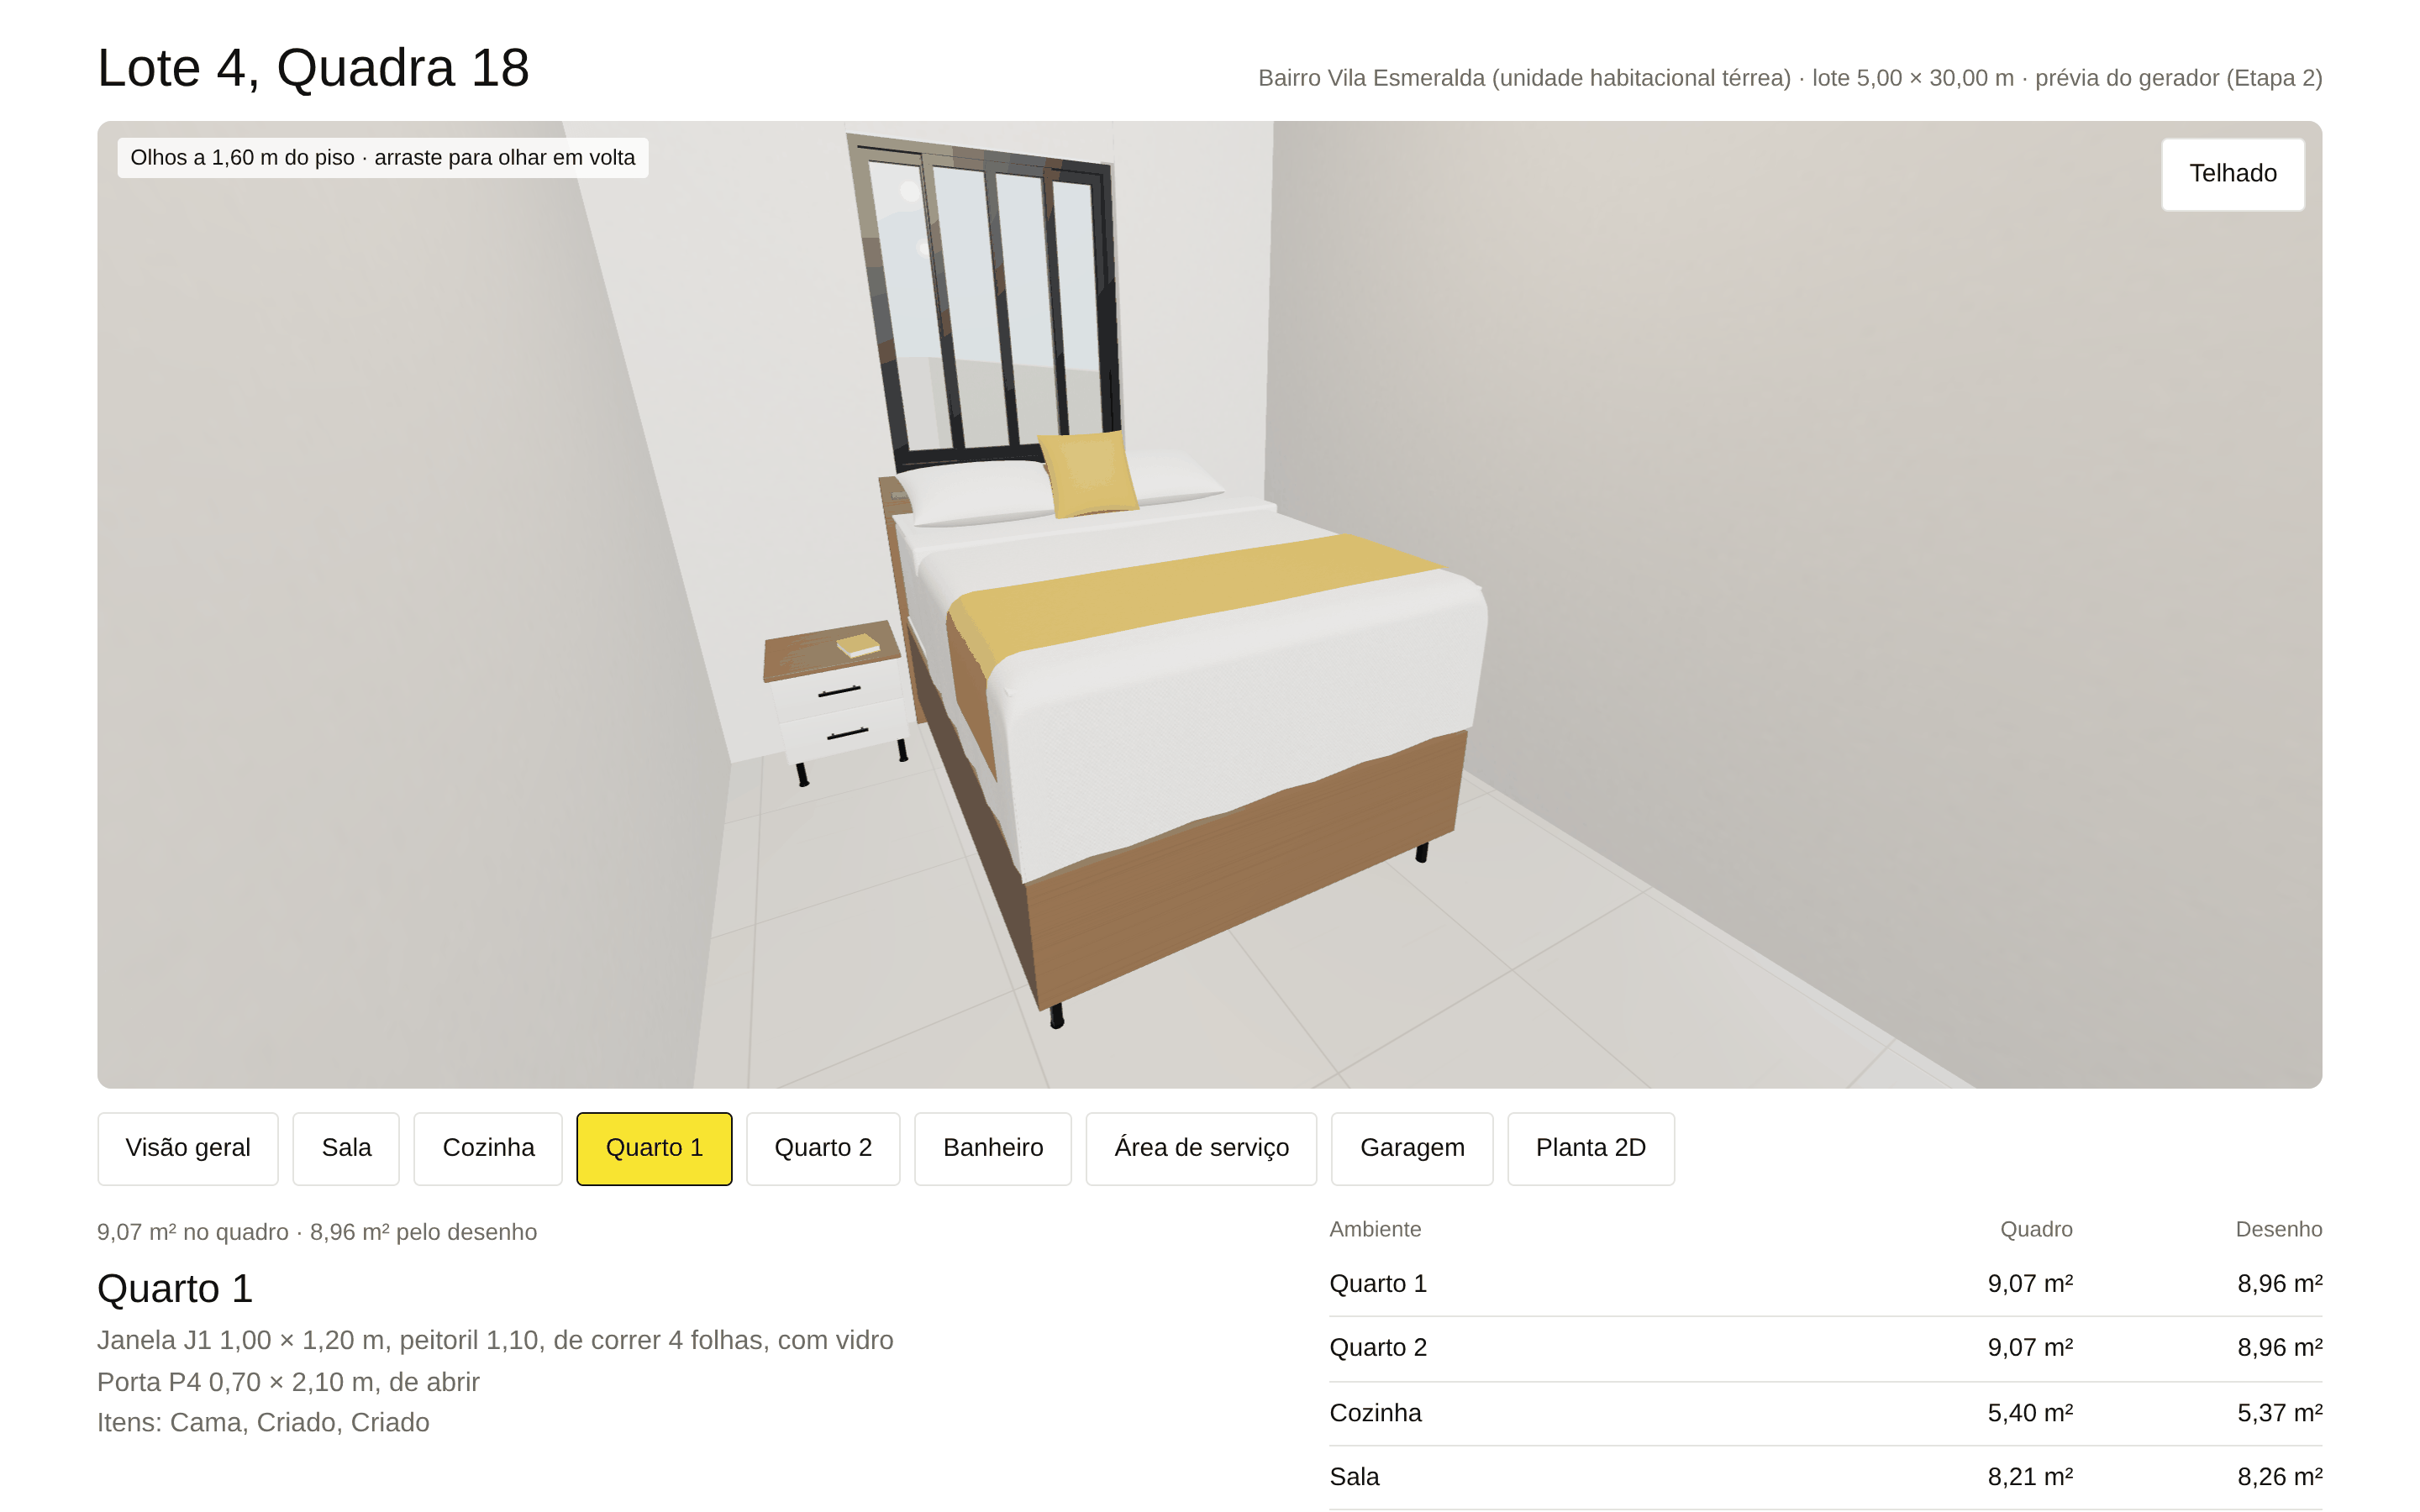 Lote 4, Quadra 18
Bairro Vila Esmeralda (unidade habitacional térrea) · lote 5,00 × 30,00 m · prévia do gerador (Etapa 2)
Olhos a 1,60 m do piso · arraste para olhar em volta
Telhado
Visão geral
Sala
Cozinha
Quarto 1
Quarto 2
Banheiro
Área de serviço
Garagem
Planta 2D
9,07 m² no quadro · 8,96 m² pelo desenho
Quarto 1
Janela J1 1,00 × 1,20 m, peitoril 1,10, de correr 4 folhas, com vidro
Porta P4 0,70 × 2,10 m, de abrir
Itens: Cama, Criado, Criado
Ambiente Quadro Desenho
Quarto 1 9,07 m² 8,96 m²
Quarto 2 9,07 m² 8,96 m²
Cozinha 5,40 m² 5,37 m²
Sala 8,21 m² 8,26 m²